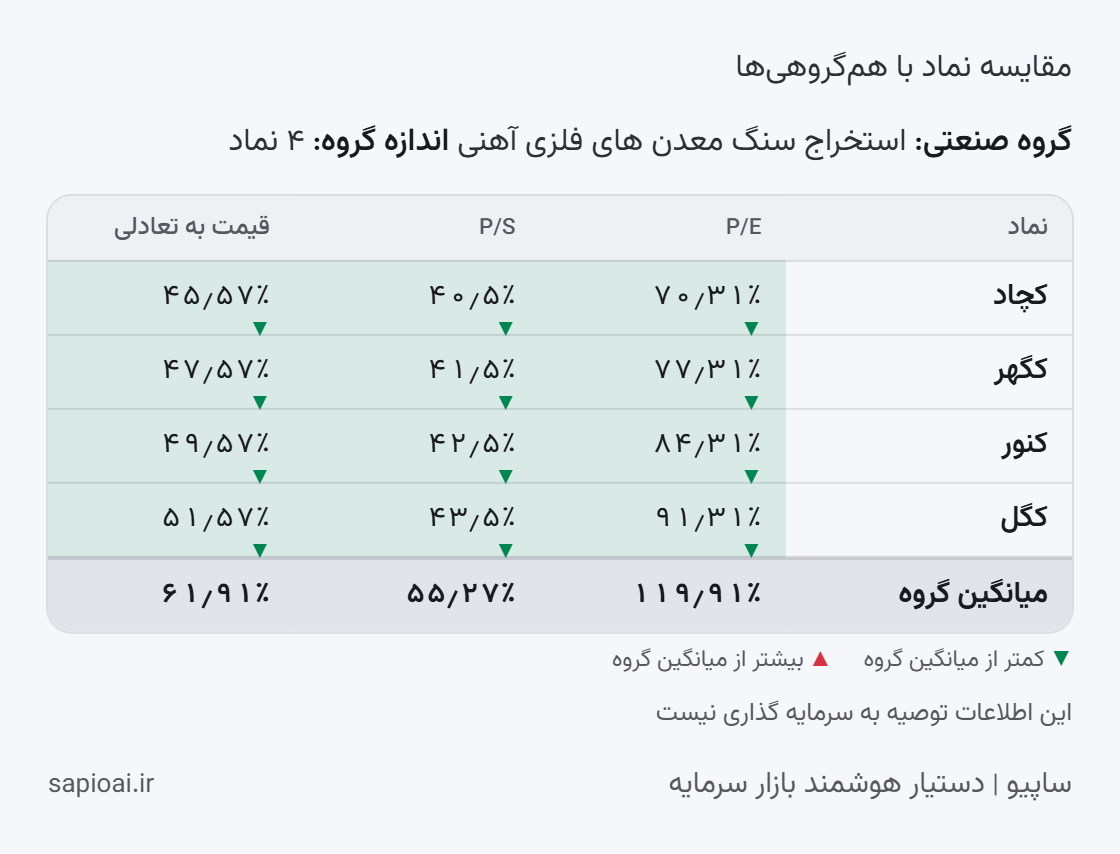 مقایسه نماد با هم‌گروهی‌ها
گروه صنعتی: استخراج سنگ معدن های فلزی آهنی اندازه گروه: ۴ نماد
نماد P/E P/S قیمت به تعادلی
کچاد ۷۰٫۳۱٪ ۴۰٫۵٪ ۴۵٫۵۷٪
▼ ▼ ▼
کگهر ۷۷٫۳۱٪ ۴۱٫۵٪ ۴۷٫۵۷٪
▼ ▼ ▼
کنور ۸۴٫۳۱٪ ۴۲٫۵٪ ۴۹٫۵۷٪
▼ ▼ ▼
کگل ۹۱٫۳۱٪ ۴۳٫۵٪ ۵۱٫۵۷٪
▼ ▼ ▼
میانگین گروه ۱۱۹٫۹۱٪ ۵۵٫۲۷٪ ۶۱٫۹۱٪
▼ کمتر از میانگین گروه ▲ بیشتر از میانگین گروه
این اطلاعات توصیه به سرمایه گذاری نیست
ساپیو | دستیار هوشمند بازار سرمایه sapioai.ir